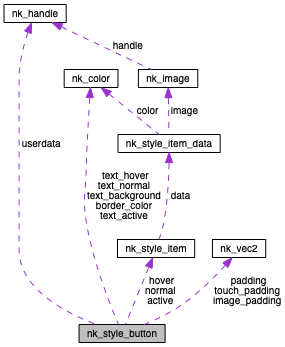 nk_handle
handle
nk_color
nk_image
color
image
userdata
nk_style_item_data
text_hover
text_normal
text_background
border_color
text_active
data
nk_style_item
nk_vec2
hover
normal
active
padding
touch_padding
image_padding
nk_style_button